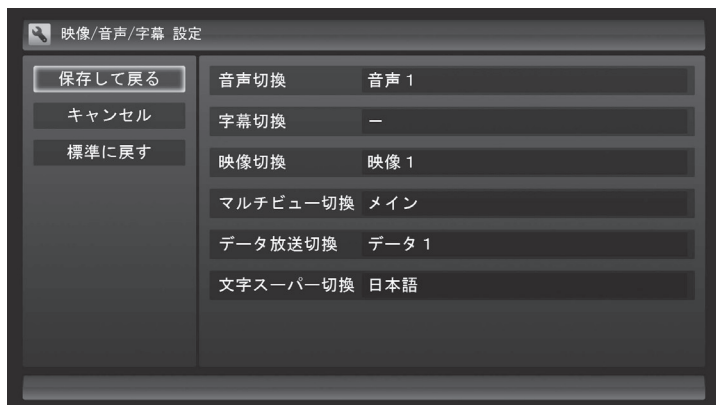 映像/音声/字幕 設定
保存して戻る
キャンセル
標準に戻す
音声切換 音声 1
字幕切換 －
映像切換 映像 1
マルチビュー切換 メイン
データ放送切換 データ 1
文字スーパー切換 日本語